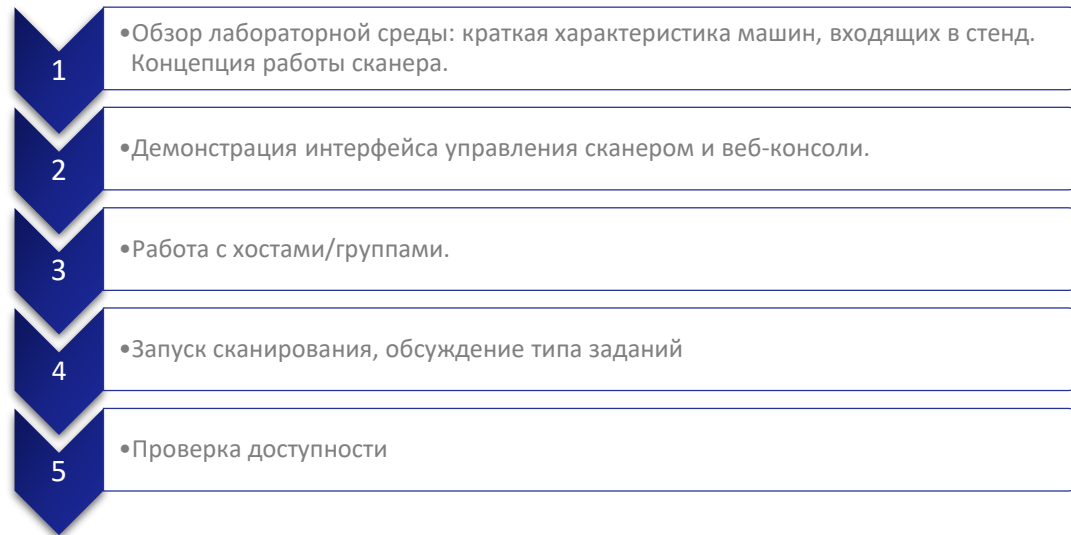 1
•Обзор лабораторной среды: краткая характеристика машин, входящих в стенд.
Концепция работы сканера.
2
•Демонстрация интерфейса управления сканером и веб-консоли.
3
•Работа с хостами/группами.
4
•Запуск сканирования, обсуждение типа заданий
5
•Проверка доступности